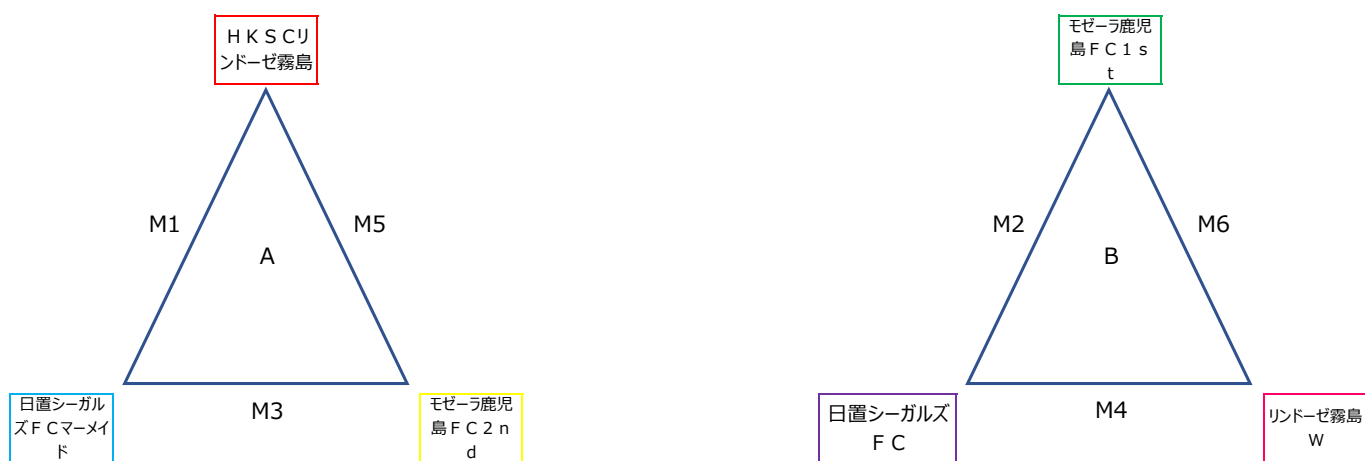 ＨＫＳＣリ
ンドーゼ霧島
モゼーラ鹿児
島ＦＣ１ｓ
ｔ
M1
M5
A
M2
M6
B
日置シーガル
ズＦＣマーメイ
ド
M3
モゼーラ鹿児
島ＦＣ２ｎ
ｄ
日置シーガルズ
ＦＣ
M4
リンドーゼ霧島
W